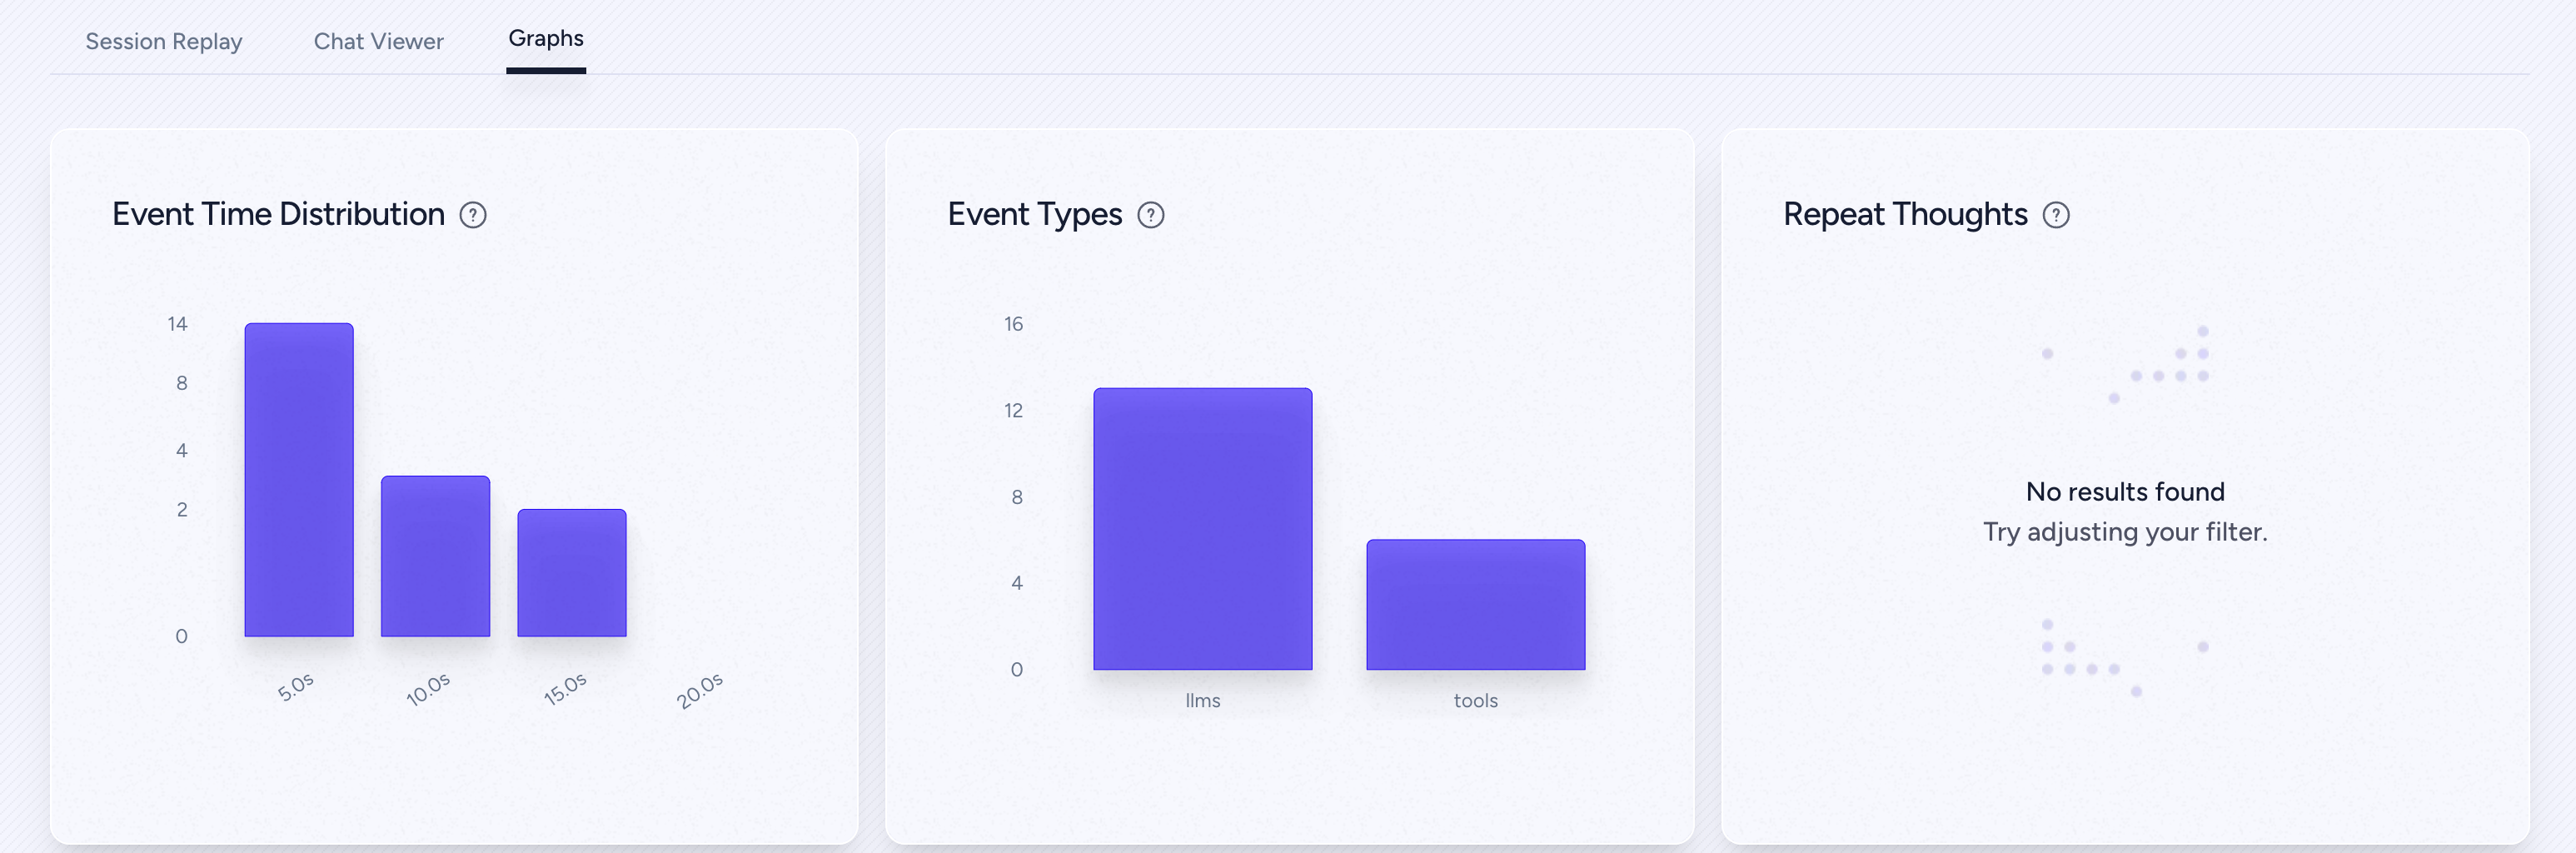 Session Replay
Chat Viewer
Graphs
Event Time Distribution ?
14
8
4
2
0
5.0s
10.0s
15.0s
20.0s
Event Types ?
16
12
8
4
0
llms
tools
Repeat Thoughts ?
No results found
Try adjusting your filter.